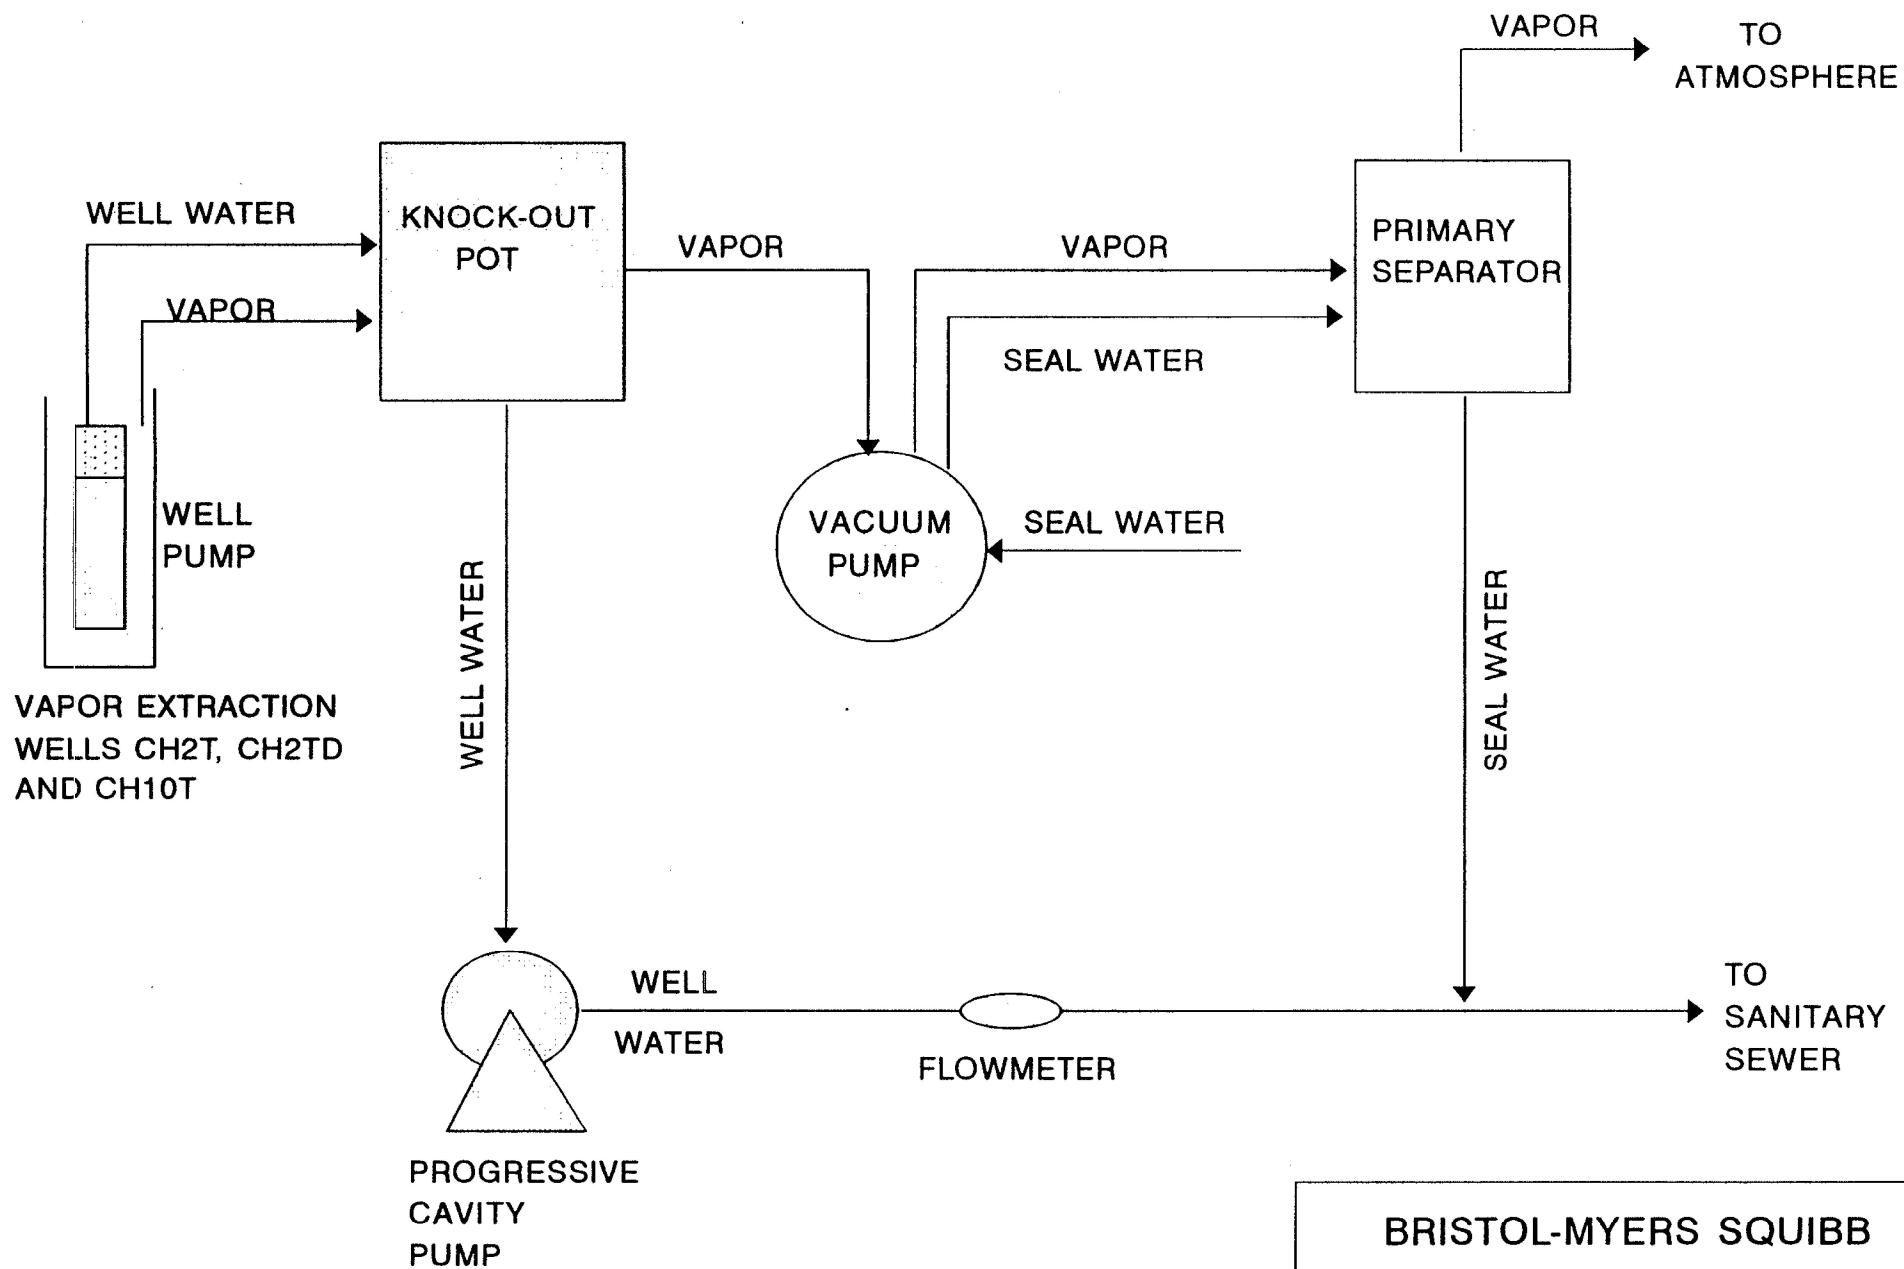 VAPOR
TO
ATMOSPHERE
WELL WATER
KNOCK-OUT
POT
VAPOR
VAPOR
PRIMARY
SEPARATOR
VAPOR
SEAL WATER
WELL
PUMP
VACUUM
PUMP
SEAL WATER
WELL WATER
SEAL WATER
VAPOR EXTRACTION
WELLS CH2T, CH2TD
AND CH10T
WELL
WATER
FLOWMETER
TO
SANITARY
SEWER
PROGRESSIVE
CAVITY
PUMP
BRISTOL-MYERS SQUIBB